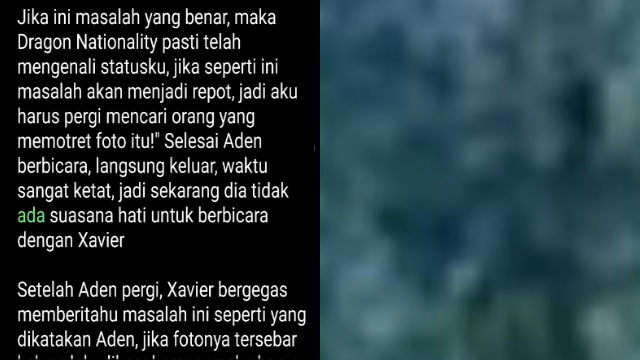 Jika ini masalah yang benar, maka
Dragon Nationality pasti telah
mengenali statusku, jika seperti ini
masalah akan menjadi repot, jadi aku
harus pergi mencari orang yang
memotret foto itu!" Selesai Aden
berbicara, langsung keluar, waktu
sangat ketat, jadi sekarang dia tidak
ada suasana hati untuk berbicara
dengan Xavier
Setelah Aden pergi, Xavier bergegas
memberitahu masalah ini seperti yang
dikatakan Aden, jika fotonya tersebar